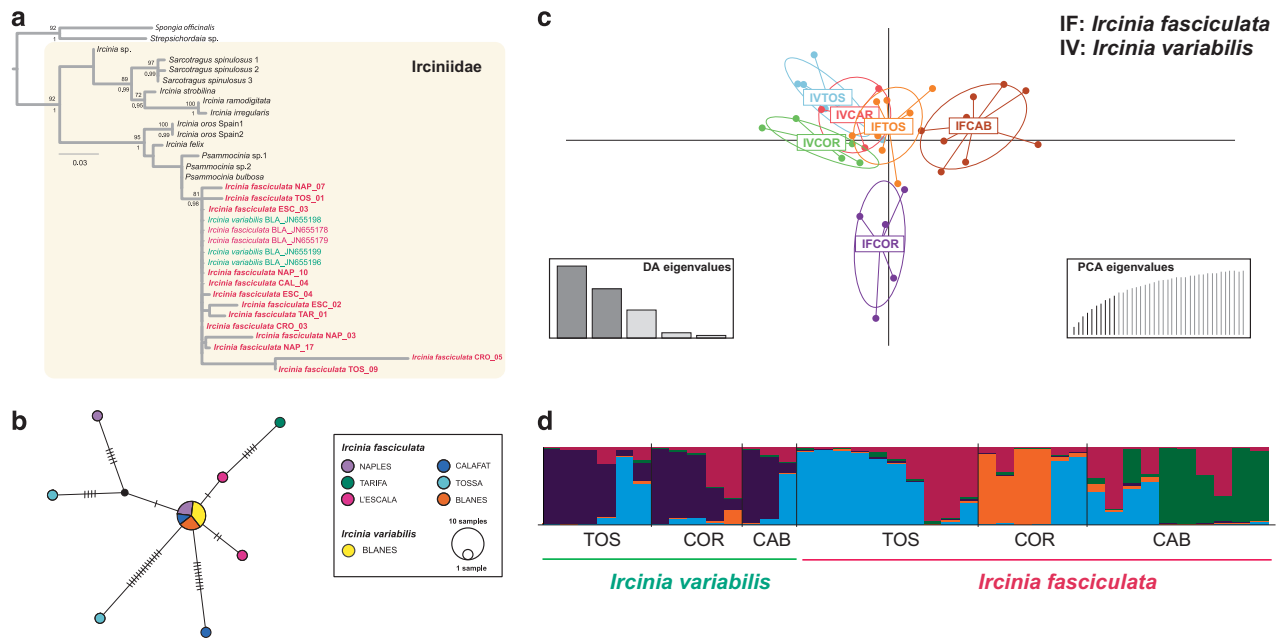 a
92
1
Spongia officinalis
Strepsichordaia sp.
Irciniidae
Ircinia sp.
97
0,99
Sarcotragus spinulosus 1
Sarcotragus spinulosus 2
Sarcotragus spinulosus 3
89
0,99
72
0,95
Ircinia strobilina
Ircinia ramodigitata
100
1
Ircinia irregularis
92
1
100
0,99
Ircinia oros Spain1
Ircinia oros Spain2
95
1
Ircinia felix
0.03
Psammocinia sp.1
Psammocinia sp.2
Psammocinia bulbosa
81
0,98
Ircinia fasciculata NAP_07
Ircinia fasciculata TOS_01
Ircinia fasciculata ESC_03
Ircinia variabilis BLA_JN655198
Ircinia fasciculata BLA_JN655178
Ircinia fasciculata BLA_JN655179
Ircinia variabilis BLA_JN655199
Ircinia variabilis BLA_JN655196
Ircinia fasciculata NAP_10
Ircinia fasciculata CAL_04
Ircinia fasciculata ESC_04
Ircinia fasciculata ESC_02
Ircinia fasciculata TAR_01
Ircinia fasciculata CRO_03
Ircinia fasciculata NAP_03
Ircinia fasciculata NAP_17
Ircinia fasciculata CRO_05
Ircinia fasciculata TOS_09
b
Ircinia fasciculata
NAPLES
CALAFAT
TARIFA
TOSSA
L'ESCALA
BLANES
Ircinia variabilis
BLANES
10 samples
1 sample
c
IF: Ircinia fasciculata
IV: Ircinia variabilis
IVTOS
IVCAR
IFTOS
IFCAB
IVCOR
IFCOR
DA eigenvalues
PCA eigenvalues
d
TOS COR CAB TOS COR CAB
Ircinia variabilis Ircinia fasciculata